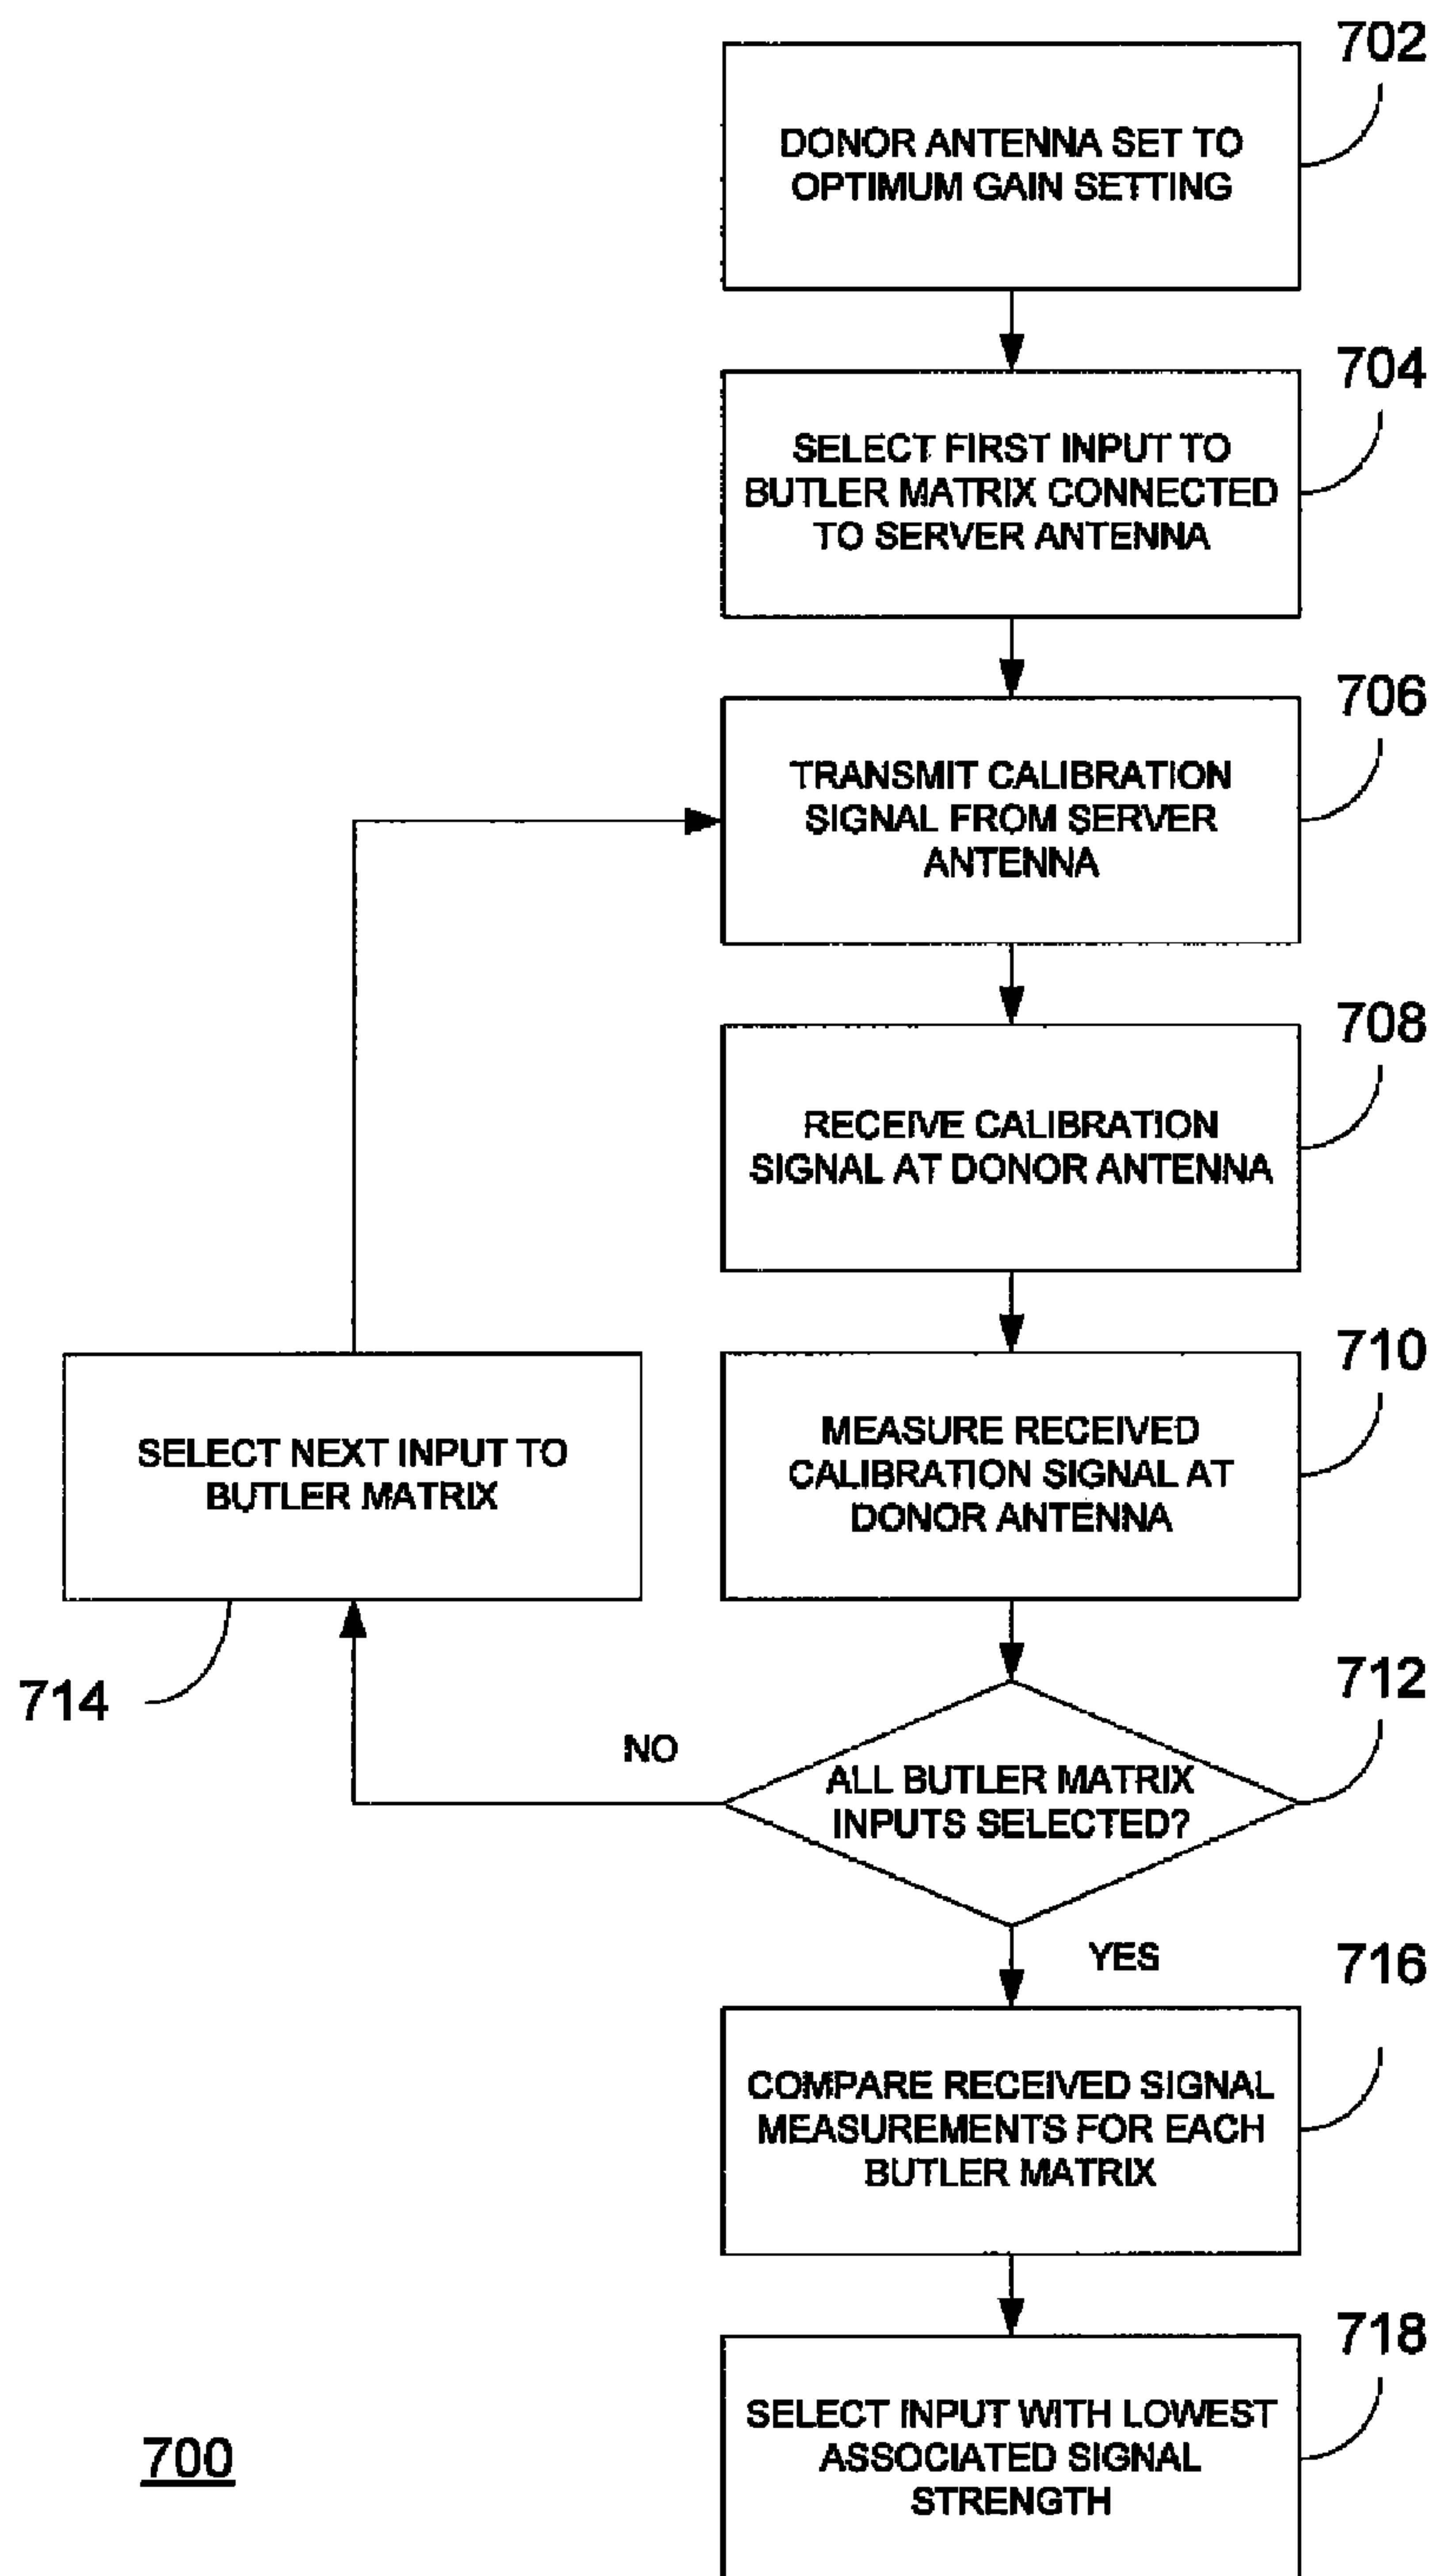 702
DONOR ANTENNA SET TO
OPTIMUM GAIN SETTING
704
SELECT FIRST INPUT TO
BUTLER MATRIX CONNECTED
TO SERVER ANTENNA
706
TRANSMIT CALIBRATION
SIGNAL FROM SERVER
ANTENNA
708
RECEIVE CALIBRATION
SIGNAL AT DONOR ANTENNA
710
MEASURE RECEIVED
CALIBRATION SIGNAL AT
DONOR ANTENNA
SELECT NEXT INPUT TO
BUTLER MATRIX
714
712
NO
ALL BUTLER MATRIX
INPUTS SELECTED?
YES
716
COMPARE RECEIVED SIGNAL
MEASUREMENTS FOR EACH
BUTLER MATRIX
718
SELECT INPUT WITH LOWEST
ASSOCIATED SIGNAL
STRENGTH
700